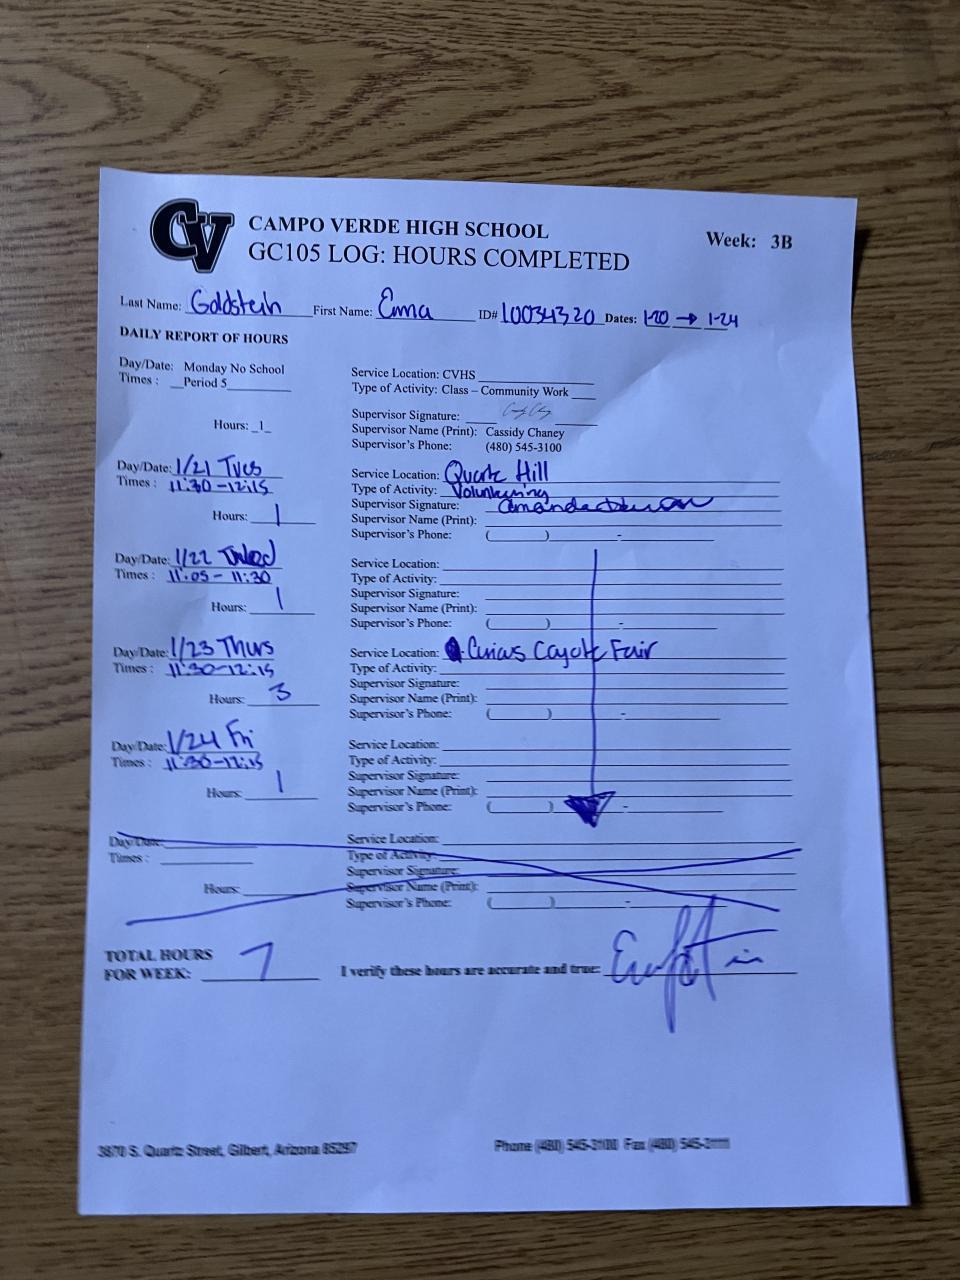 CV
CAMPO VERDE HIGH SCHOOL
GC105 LOG: HOURS COMPLETED
Week: 3B
Last Name: Goldstein First Name: Emma ID# 10034320 Dates: 1-20 → 1-24
DAILY REPORT OF HOURS
Day/Date: Monday No School
Times : Period 5
Hours: 1
Service Location: CVHS
Type of Activity: Class – Community Work
Supervisor Signature:
Supervisor Name (Print): Cassidy Chaney
Supervisor's Phone: (480) 545-3100
Day/Date: 1/21 Tues
Times : 11:30-12:15
Hours: 1
Service Location: Quartz Hill
Type of Activity: Volunteering
Supervisor Signature: Amanda
Supervisor Name (Print):
Supervisor's Phone: ( ) -
Day/Date: 1/22 Wed
Times : 11:05-11:30
Hours: 1
Service Location:
Type of Activity:
Supervisor Signature:
Supervisor Name (Print):
Supervisor's Phone: ( ) -
Day/Date: 1/23 Thurs
Times : 11:30-12:15
Hours: 3
Service Location: Curious Coyote Fair
Type of Activity:
Supervisor Signature:
Supervisor Name (Print):
Supervisor's Phone: ( ) -
Day/Date: 1/24 Fri
Times : 11:30-12:15
Hours: 1
Service Location:
Type of Activity:
Supervisor Signature:
Supervisor Name (Print):
Supervisor's Phone: ( ) -
Day/Date:
Times :
Hours:
Service Location:
Type of Activity:
Supervisor Signature:
Supervisor Name (Print):
Supervisor's Phone: ( ) -
TOTAL HOURS
FOR WEEK: 7
I verify these hours are accurate and true:
3870 S. Quartz Street, Gilbert, Arizona 85297
Phone (480) 545-3100 Fax (480)